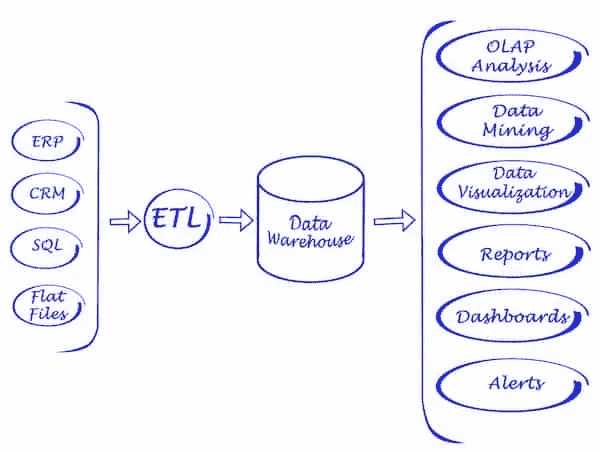 ERP
CRM
SQL
Flat
Files
ETL
Data
Warehouse
OLAP
Analysis
Data
Mining
Data
Visualization
Reports
Dashboards
Alerts